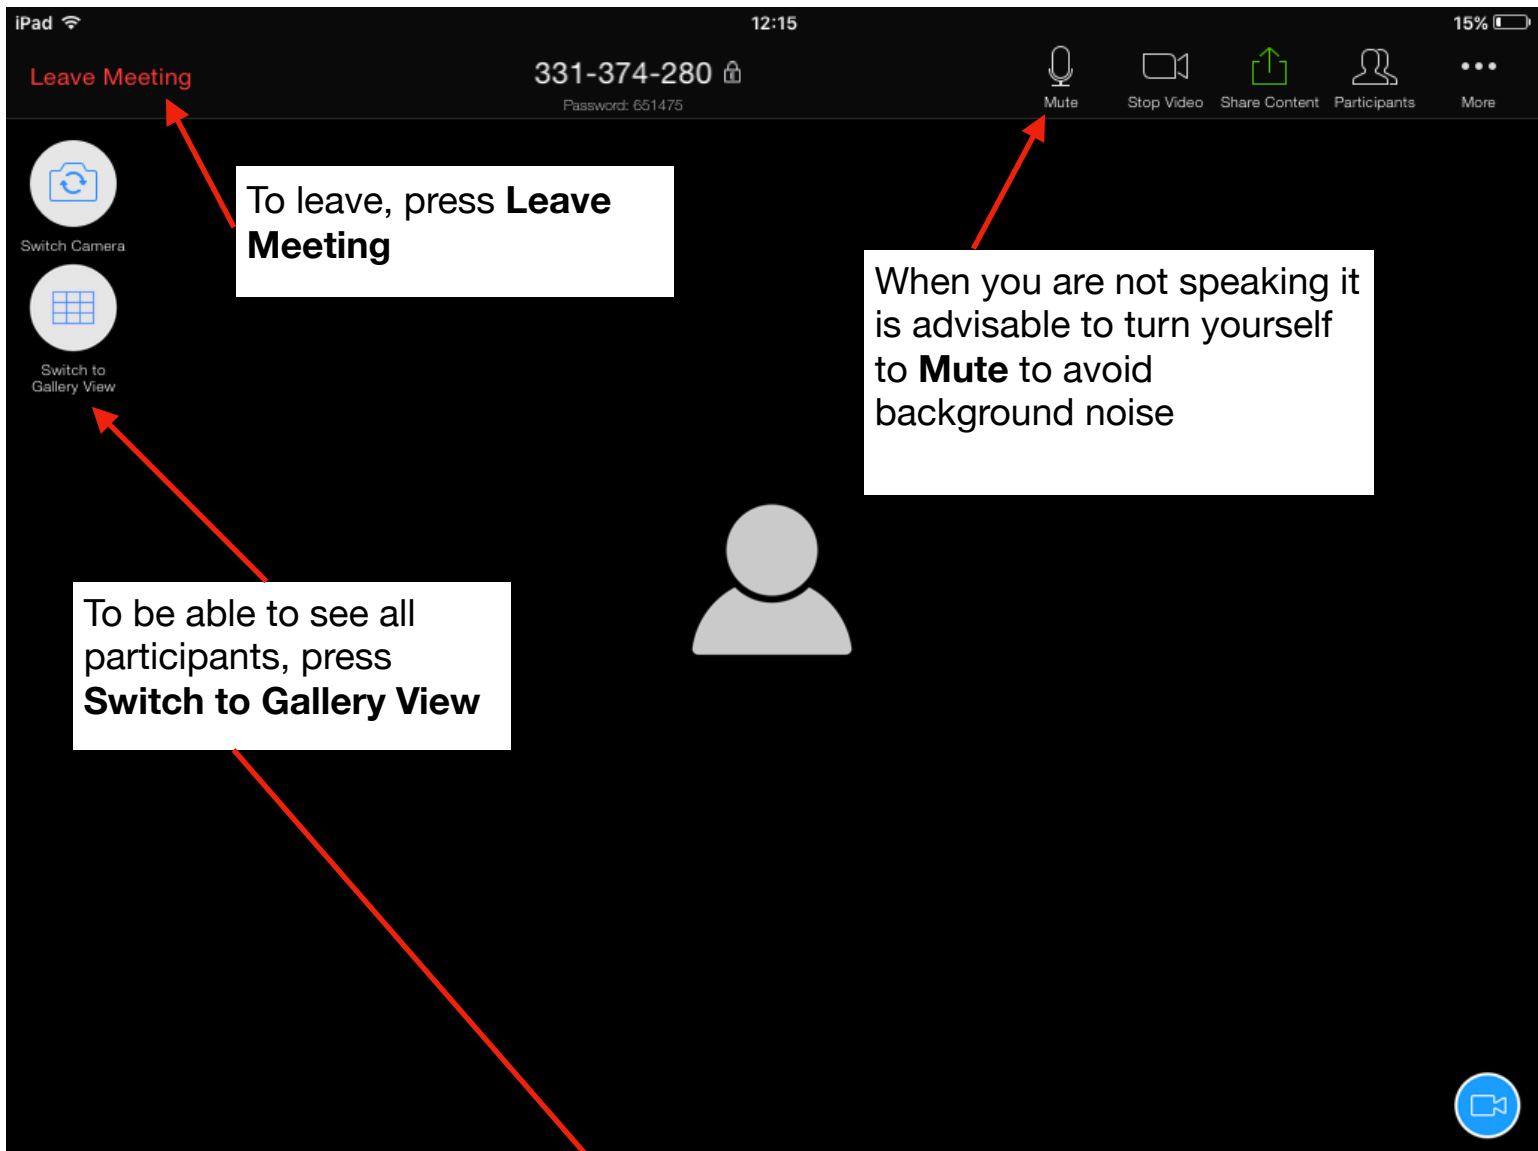 iPad 12:15 15%
Leave Meeting 331-374-280
Password: 651475
Mute Stop Video Share Content Participants More
Switch Camera
To leave, press Leave
Meeting
When you are not speaking it
is advisable to turn yourself
to Mute to avoid
background noise
Switch to
Gallery View
To be able to see all
participants, press
Switch to Gallery View